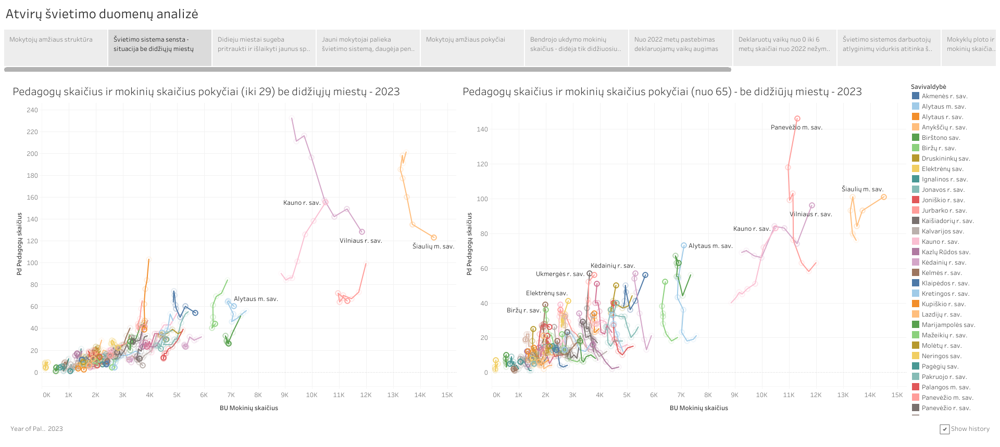 Atvirų švietimo duomenų analizė
Mokytojų amžiaus struktūra
Švietimo sistema sensta -
situacija be didžiųjų miestų
Didieju miestai sugeba
pritraukti ir išlaikyti jaunus sp..
Jauni mokytojai palieka
švietimo sistemą, daugėja pen..
Mokytojų amžiaus pokyčiai
Bendrojo ukdymo mokinių
skaičius - didėja tik didžiuosiu..
Nuo 2022 metų pastebimas
deklaruojamų vaikų augimas
Deklaruotų vaikų nuo 0 iki 6
metų skaičiai nuo 2022 nežym..
Švietimo sistemos darbuotojų
atlyginimų vidurkis atitinka š..
Mokyklų ploto ir
mokinių skaičia..
Pedagogų skaičius ir mokinių skaičius pokyčiai (iki 29) be didžiųjų miestų - 2023
Pd Pedagogų skaičius
240
220
200
180
160
140
120
100
80
60
40
20
0
Kauno r. sav.
Vilniaus r. sav.
Šiaulių m. sav.
Alytaus m. sav.
0K 1K 2K 3K 4K 5K 6K 7K 8K 9K 10K 11K 12K 13K 14K 15K
BU Mokinių skaičius
Pedagogų skaičius ir mokinių skaičius pokyčiai (nuo 65) - be didžiūjų miestų - 2023
Pd Pedagogų skaičius
140
120
100
80
60
40
20
0
Panevėžio m. sav.
Šiaulių m. sav.
Vilniaus r. sav.
Kauno r. sav.
Alytaus m. sav.
Kėdainių r. sav.
Ukmergės r. sav.
Elektrėnų sav.
Biržų r. sav.
0K 1K 2K 3K 4K 5K 6K 7K 8K 9K 10K 11K 12K 13K 14K 15K
BU Mokinių skaičius
Savivaldybė
Akmenės r. sav.
Alytaus m. sav.
Alytaus r. sav.
Anykščių r. sav.
Birštono sav.
Biržų r. sav.
Druskininkų sav.
Elektrėnų sav.
Ignalinos r. sav.
Jonavos r. sav.
Joniškio r. sav.
Jurbarko r. sav.
Kaišiadorių r. sav.
Kalvarijos sav.
Kauno r. sav.
Kazlų Rūdos sav.
Kėdainių r. sav.
Kelmės r. sav.
Klaipėdos r. sav.
Kretingos r. sav.
Kupiškio r. sav.
Lazdijų r. sav.
Marijampolės sav.
Mažeikių r. sav.
Molėtų r. sav.
Neringos sav.
Pagėgių sav.
Pakruojo r. sav.
Palangos m. sav.
Panevėžio m. sav.
Panevėžio r. sav.
Year of Pal.. 2023
Show history